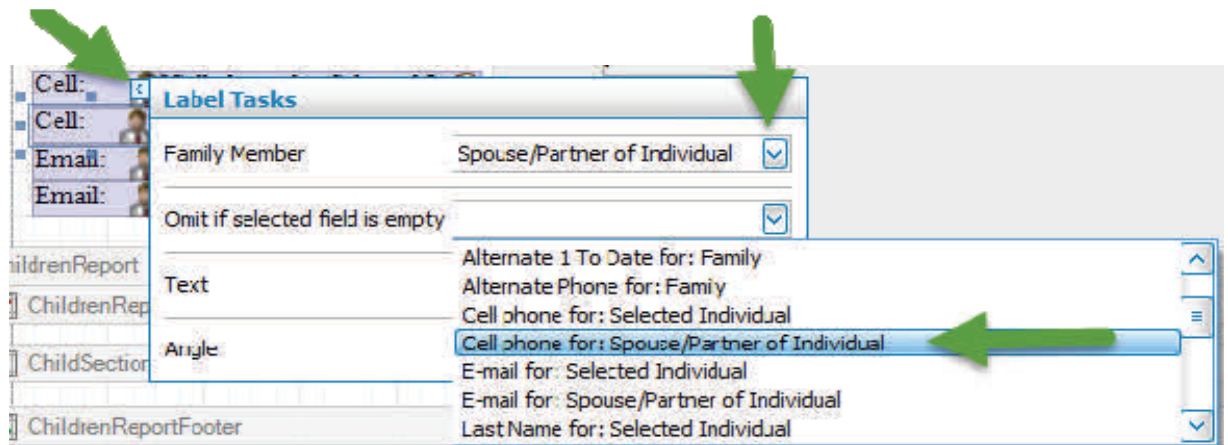 Cell:
Label Tasks
Cell:
Family Member
Spouse/Partner of Individual
Email:
Email:
Omit if selected field is empty
Alternate 1 To Date for: Family
hildrenReport
Text
Alternate Phone for: Family
ChildrenRep
Cell phone for: Selected Individual
Angle
Cell phone for: Spouse/Partner of Individual
ChildSection
E-mail for: Selected Individual
E-mail for: Spouse/Partner of Individual
ChildrenReportFooter
Last Name for: Selected Individual